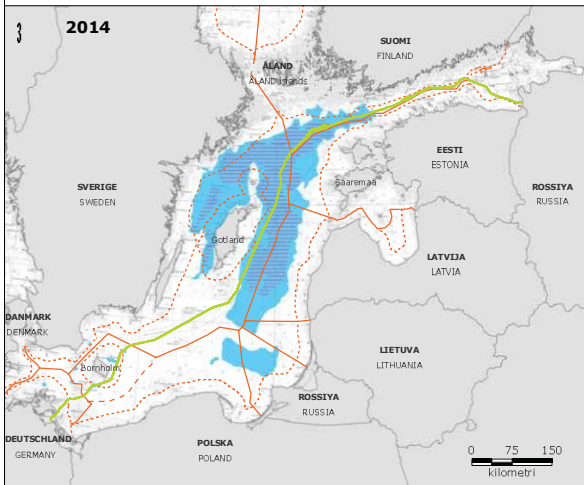 2014
SUOMI
FINLAND
ÅLAND
ÅLAND Islands
EESTI
ESTONIA
Saaremaa
SVERIGE
SWEDEN
ROSSIYA
RUSSIA
Gotland
LATVIJA
LATVIA
DANMARK
DENMARK
Bornholm
LIETUVA
LITHUANIA
ROSSIYA
RUSSIA
DEUTSCHLAND
GERMANY
POLSKA
POLAND
0 75 150
kilometri